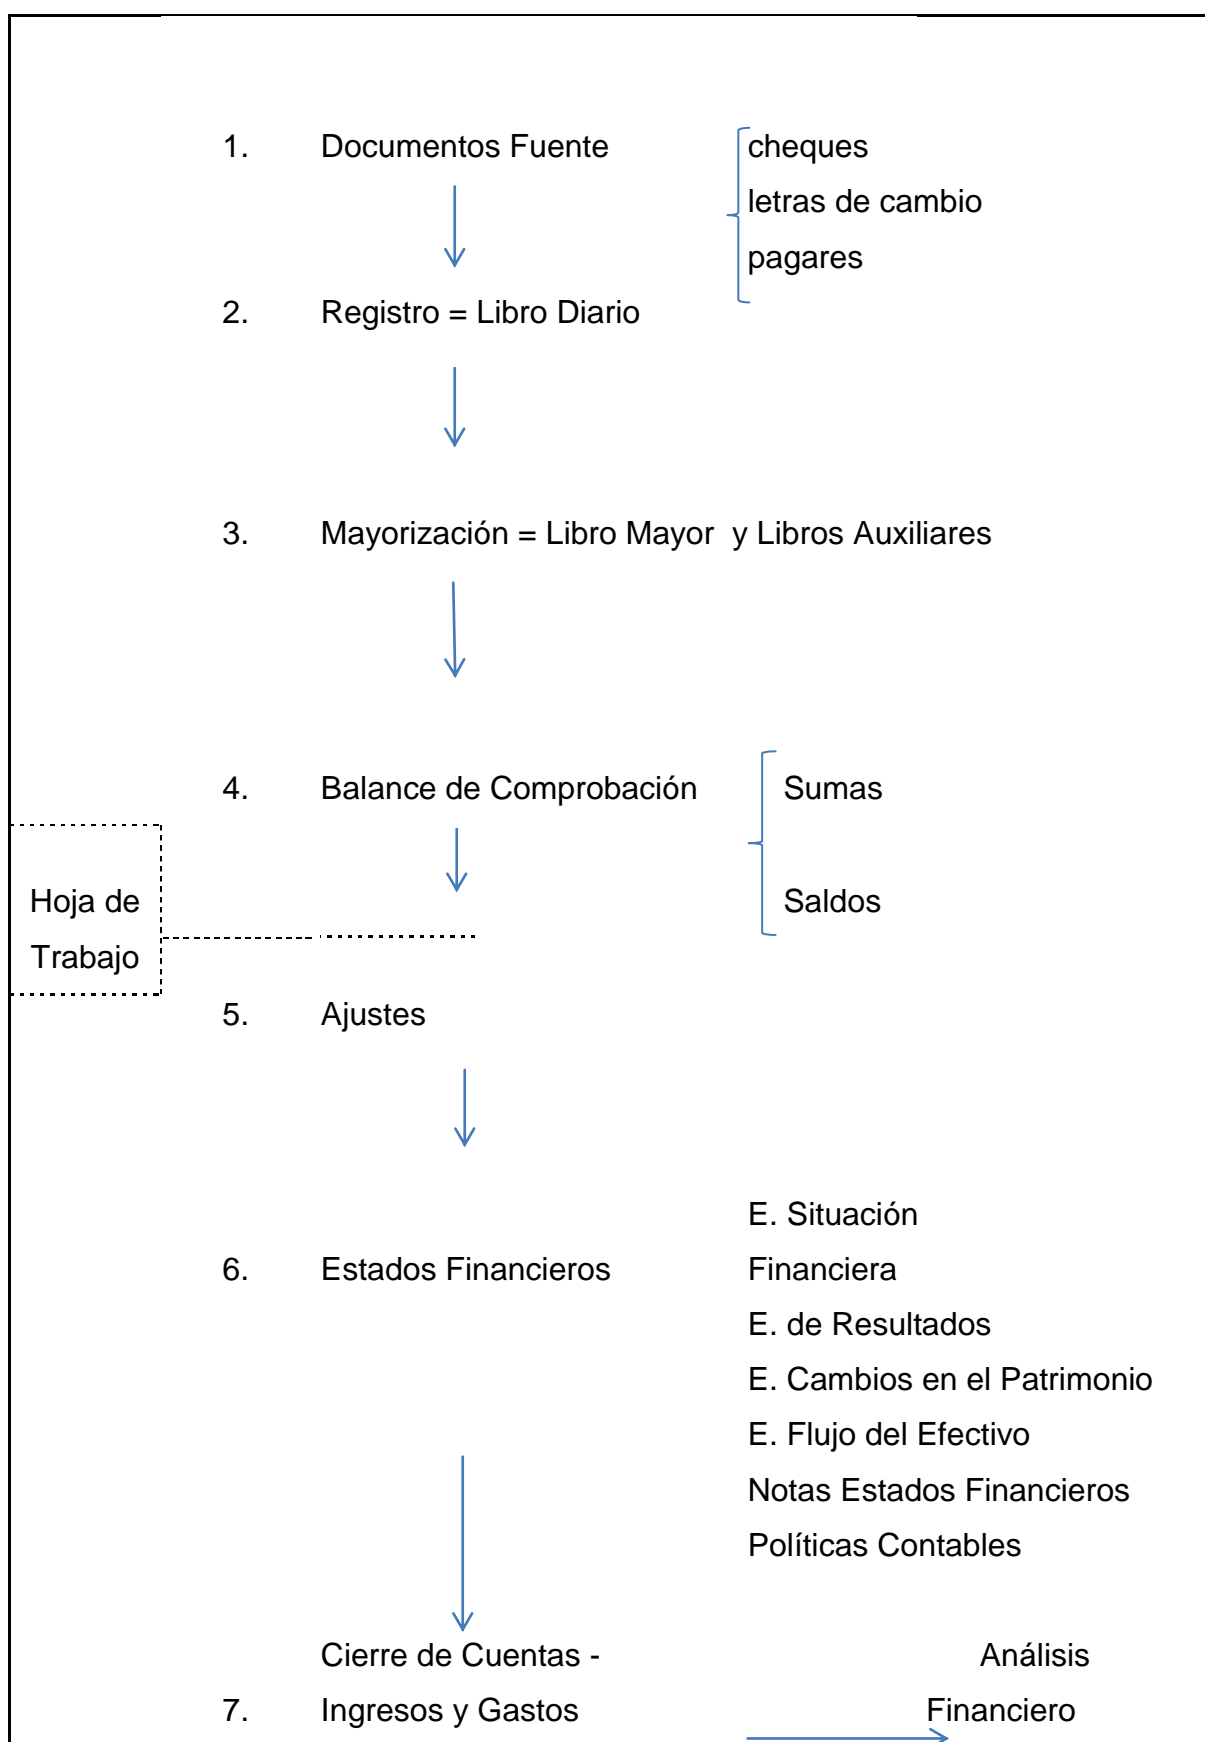 1. Documentos Fuente cheques
letras de cambio
pagares
2. Registro = Libro Diario
3. Mayorización = Libro Mayor y Libros Auxiliares
4. Balance de Comprobación Sumas
Hoja de Saldos
Trabajo
5. Ajustes
E. Situación
6. Estados Financieros Financiera
E. de Resultados
E. Cambios en el Patrimonio
E. Flujo del Efectivo
Notas Estados Financieros
Políticas Contables
Cierre de Cuentas - Análisis
7. Ingresos y Gastos Financiero